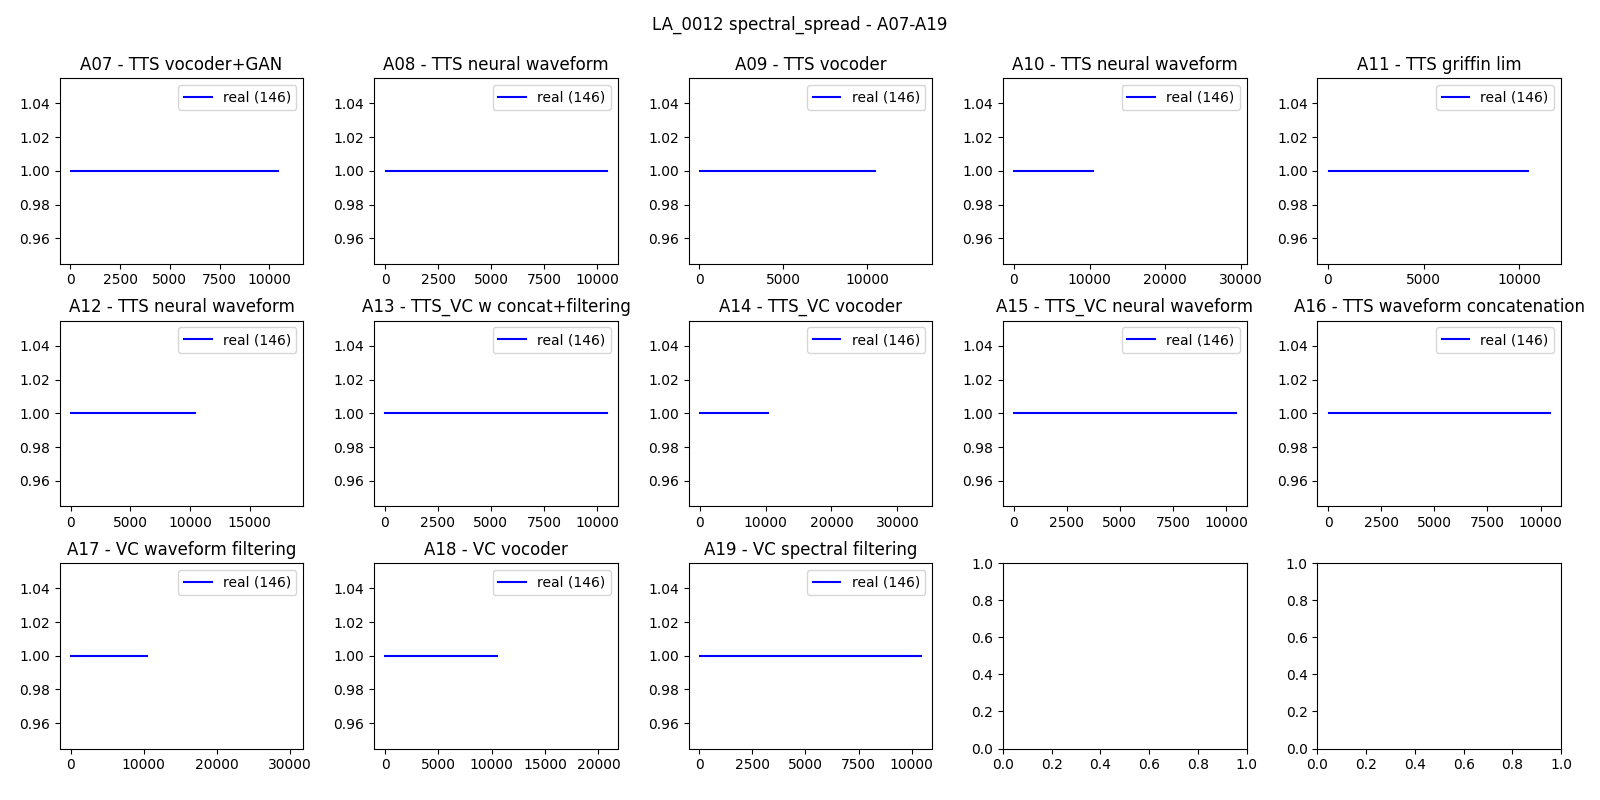 LA_0012 spectral_spread - A07-A19
A07 - TTS vocoder+GAN
A08 - TTS neural waveform
A09 - TTS vocoder
A10 - TTS neural waveform
A11 - TTS griffin lim
real (146)
real (146)
real (146)
real (146)
real (146)
1.04 1.02 1.00 0.98 0.96
1.04 1.02 1.00 0.98 0.96
1.04 1.02 1.00 0.98 0.96
1.04 1.02 1.00 0.98 0.96
1.04 1.02 1.00 0.98 0.96
0 2500 5000 7500 10000
0 2500 5000 7500 10000
0 5000 10000
0 10000 20000 30000
0 5000 10000
A12 - TTS neural waveform
A13 - TTS_VC w concat+filtering
A14 - TTS_VC vocoder
A15 - TTS_VC neural waveform
A16 - TTS waveform concatenation
real (146)
real (146)
real (146)
real (146)
real (146)
1.04 1.02 1.00 0.98 0.96
1.04 1.02 1.00 0.98 0.96
1.04 1.02 1.00 0.98 0.96
1.04 1.02 1.00 0.98 0.96
1.04 1.02 1.00 0.98 0.96
0 5000 10000 15000
0 2500 5000 7500 10000
0 10000 20000 30000
0 2500 5000 7500 10000
0 2500 5000 7500 10000
A17 - VC waveform filtering
A18 - VC vocoder
A19 - VC spectral filtering
real (146)
real (146)
real (146)
1.04 1.02 1.00 0.98 0.96
1.04 1.02 1.00 0.98 0.96
1.04 1.02 1.00 0.98 0.96
1.0 0.8 0.6 0.4 0.2 0.0
1.0 0.8 0.6 0.4 0.2 0.0
0 10000 20000 30000
0 5000 10000 15000 20000
0 2500 5000 7500 10000
0.0 0.2 0.4 0.6 0.8 1.0
0.0 0.2 0.4 0.6 0.8 1.0